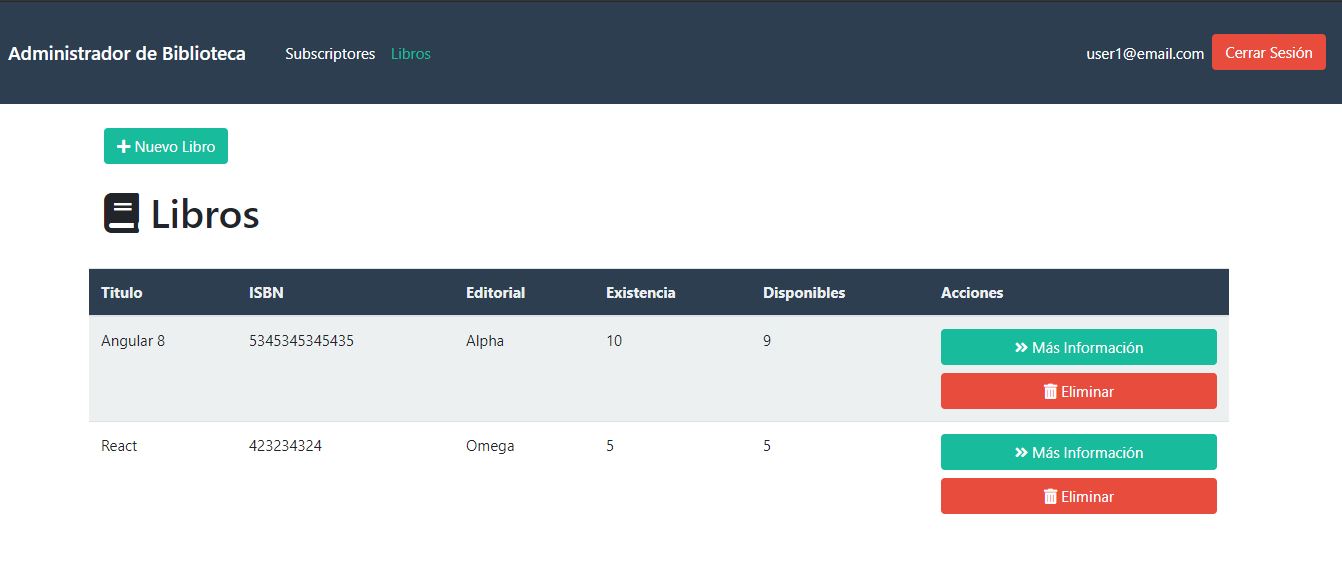 Administrador de Biblioteca Subscriptores Libros user1@email.com Cerrar Sesión
Nuevo Libro
Libros
Titulo ISBN Editorial Existencia Disponibles Acciones
Angular 8 5345345345435 Alpha 10 9 Más Información
Eliminar
React 423234324 Omega 5 5 Más Información
Eliminar